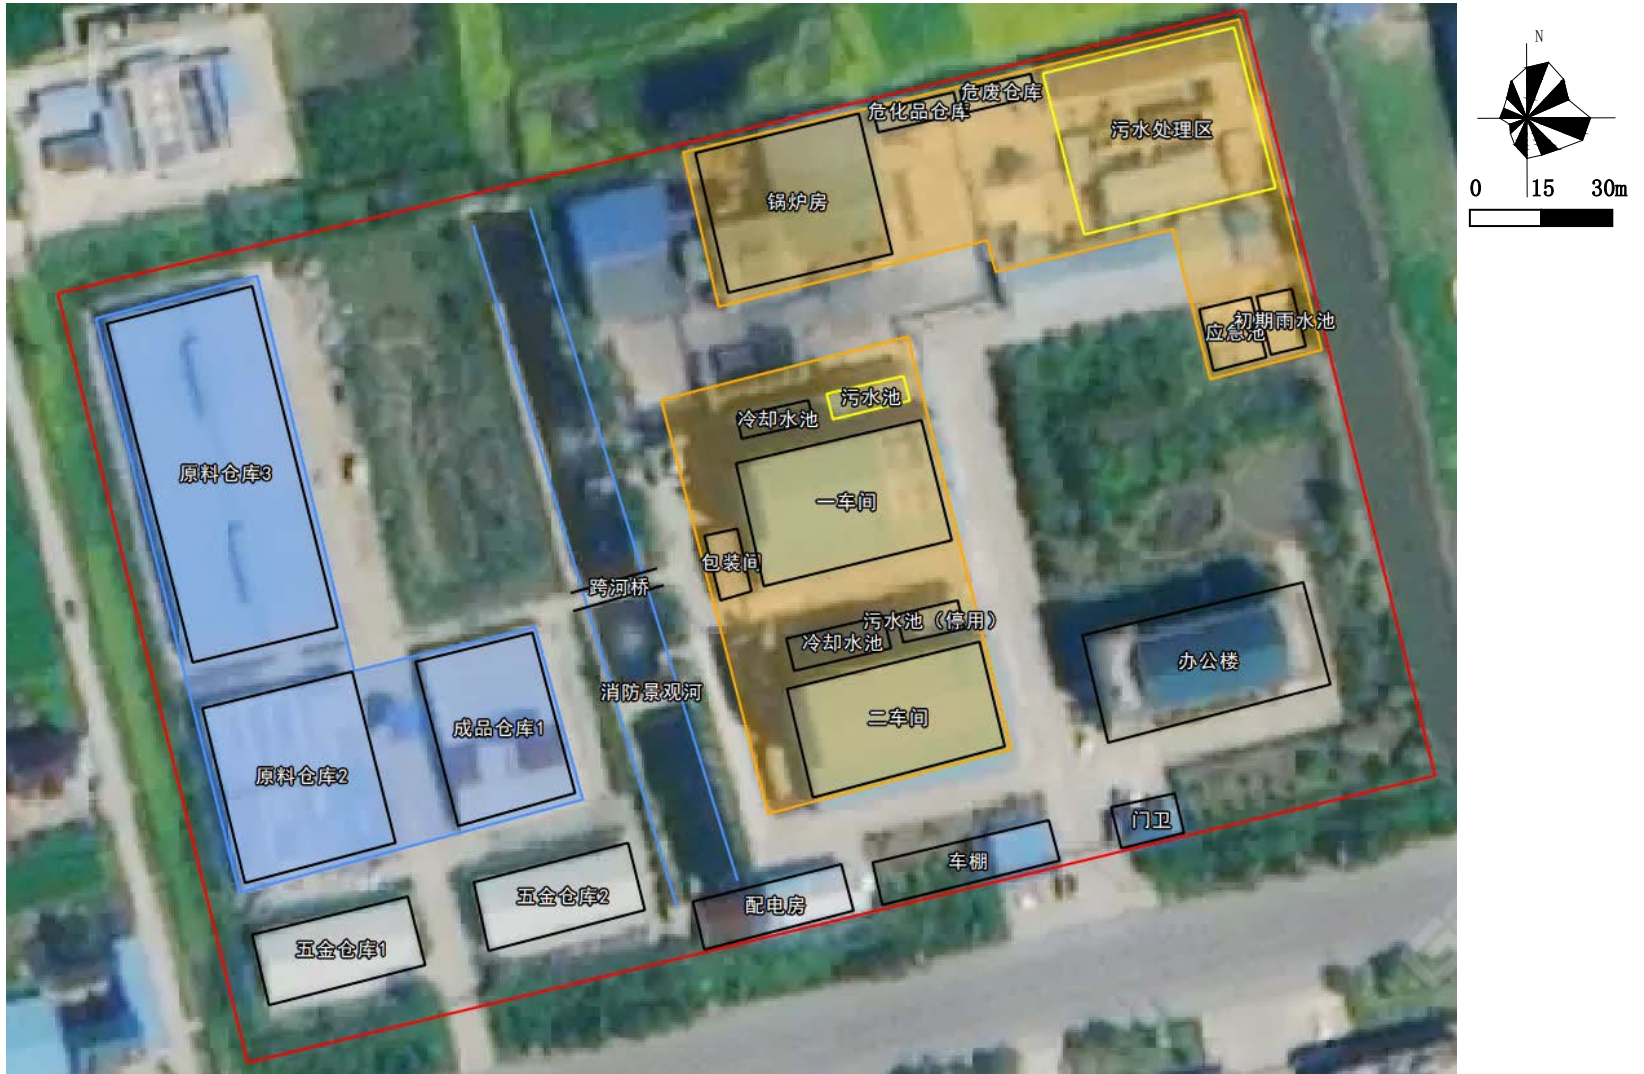 N
0 15 30m
危废仓库
危化品仓库
污水处理区
锅炉房
初期雨水池
应急池
污水池
冷却水池
原料仓库3
一车间
包装间
跨河桥
污水池（停用）
冷却水池
办公楼
消防景观河
二车间
成品仓库1
原料仓库2
门卫
车棚
五金仓库2
配电房
五金仓库1